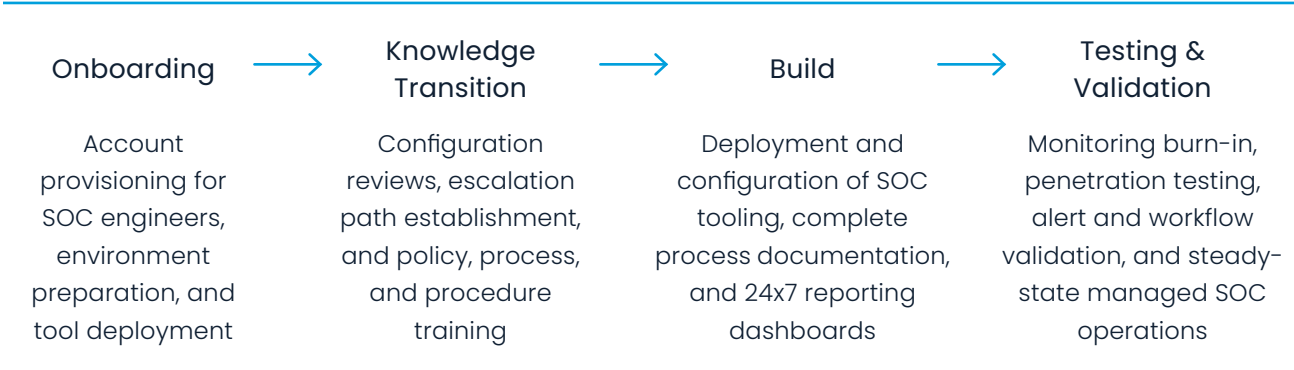 Onboarding
Account
provisioning for
SOC engineers,
environment
preparation, and
tool deployment
Knowledge
Transition
Configuration
reviews, escalation
path establishment,
and policy, process,
and procedure
training
Build
Deployment and
configuration of SOC
tooling, complete
process documentation,
and 24x7 reporting
dashboards
Testing &
Validation
Monitoring burn-in,
penetration testing,
alert and workflow
validation, and steady-
state managed SOC
operations